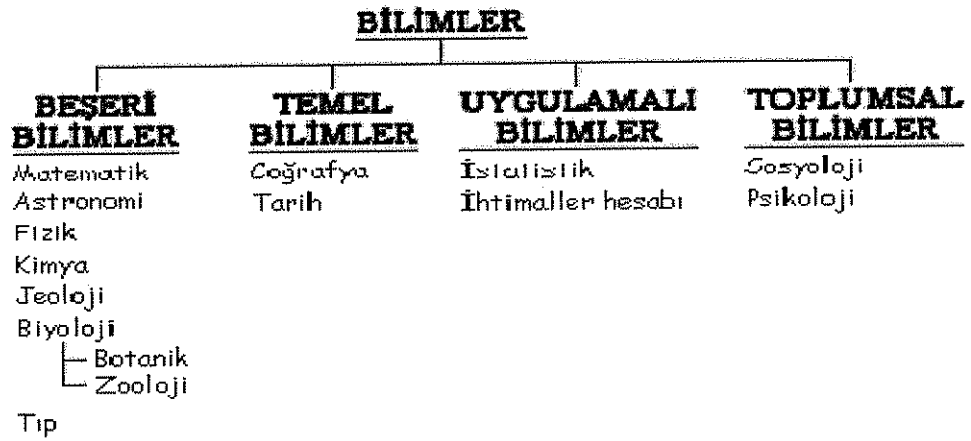 BİLİMLER
BEŞERİ BİLİMLER
Matematik
Astronomi
Fizik
Kimya
Jeoloji
Biyoloji
Botanik
Zooloji
Tıp
TEMEL BİLİMLER
Coğrafya
Tarih
UYGULAMALI BİLİMLER
İstatistik
İhtimaller hesabı
TOPLUMSAL BİLİMLER
Sosyoloji
Psikoloji